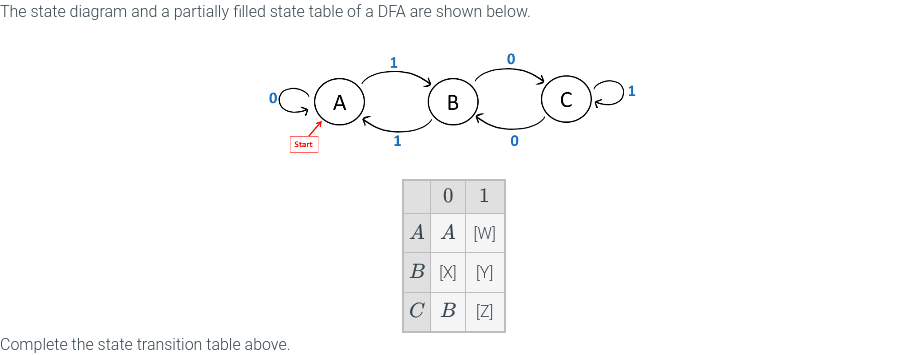 The state diagram and a partially filled state table of a DFA are shown below.
1
0
0
A
B
C
1
Start
1
0
0 1
A A [W]
B [X] [Y]
C B [Z]
Complete the state transition table above.